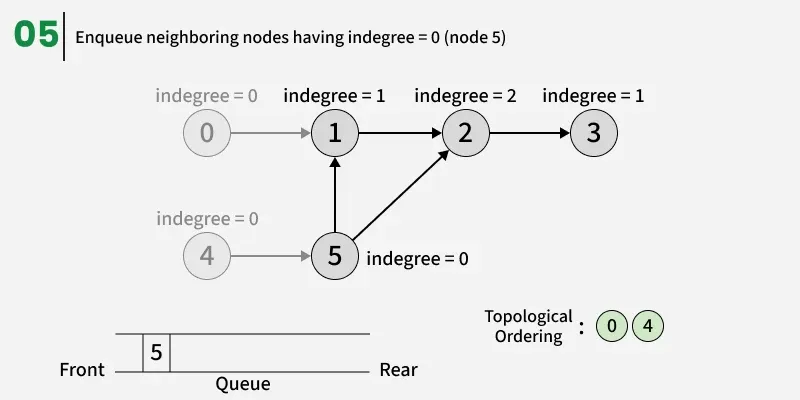 05
Enqueue neighboring nodes having indegree = 0 (node 5)
indegree = 0
indegree = 1
indegree = 2
indegree = 1
0
1
2
3
indegree = 0
4
5
indegree = 0
Topological
Ordering :
0
4
5
Front
Queue
Rear